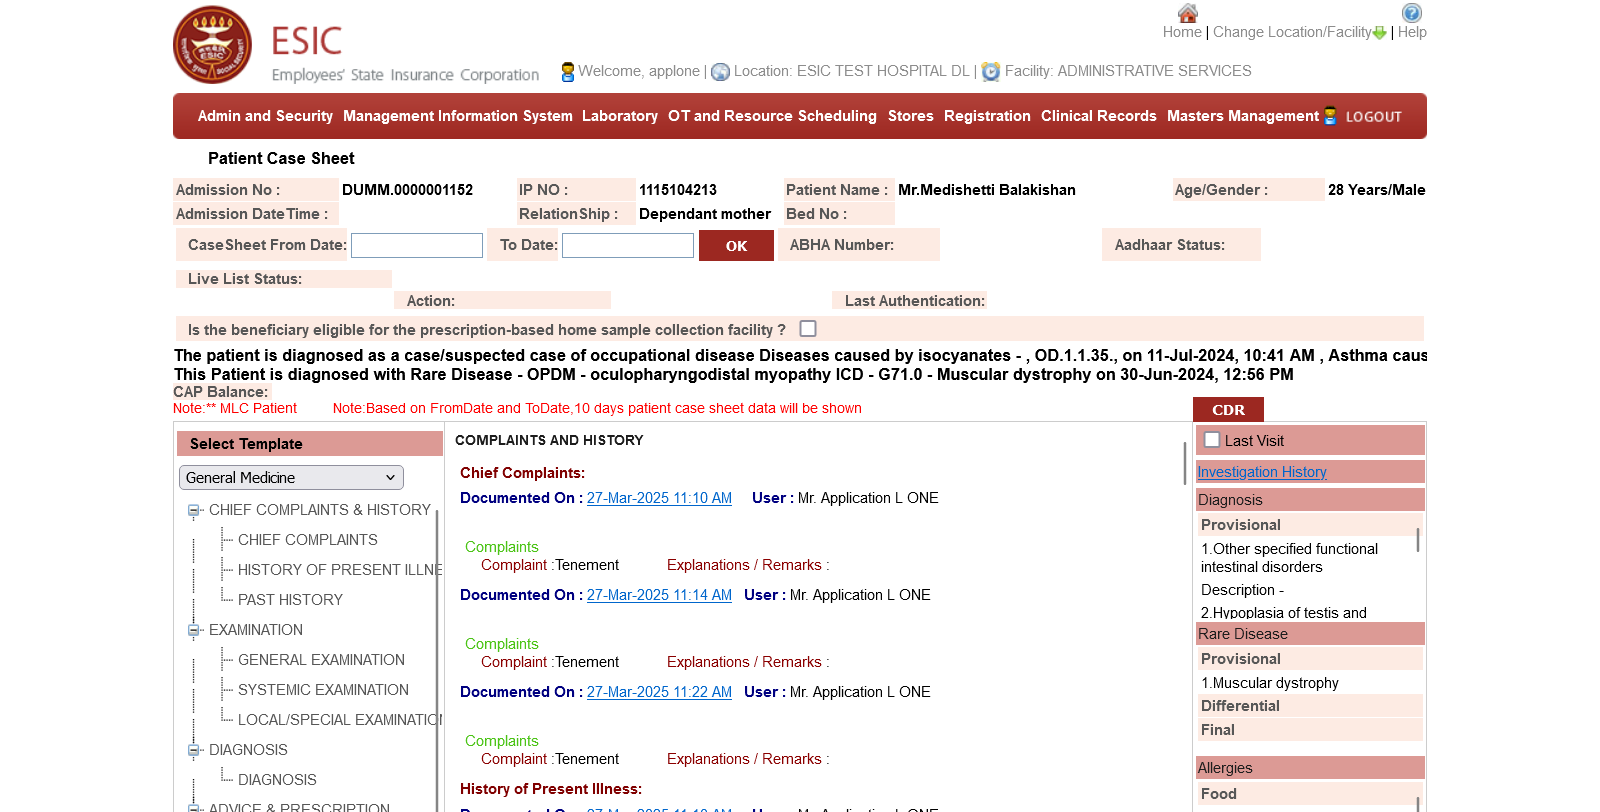 ESIC
Employees' State Insurance Corporation
Home | Change Location/Facility | Help
Welcome, applone | Location: ESIC TEST HOSPITAL DL | Facility: ADMINISTRATIVE SERVICES
Admin and Security Management Information System Laboratory OT and Resource Scheduling Stores Registration Clinical Records Masters Management LOGOUT
Patient Case Sheet
Admission No : DUMM.0000001152 IP NO : 1115104213 Patient Name : Mr.Medishetti Balakishan Age/Gender : 28 Years/Male
Admission DateTime : RelationShip : Dependant mother Bed No :
CaseSheet From Date: To Date: OK ABHA Number: Aadhaar Status:
Live List Status:
Action: Last Authentication:
Is the beneficiary eligible for the prescription-based home sample collection facility ?
The patient is diagnosed as a case/suspected case of occupational disease Diseases caused by isocyanates - , OD.1.1.35., on 11-Jul-2024, 10:41 AM , Asthma caus
This Patient is diagnosed with Rare Disease - OPDM - oculopharyngodistal myopathy ICD - G71.0 - Muscular dystrophy on 30-Jun-2024, 12:56 PM
CAP Balance:
Note:** MLC Patient Note:Based on FromDate and ToDate,10 days patient case sheet data will be shown
CDR
Select Template
General Medicine
CHIEF COMPLAINTS & HISTORY
CHIEF COMPLAINTS
HISTORY OF PRESENT ILLNE
PAST HISTORY
EXAMINATION
GENERAL EXAMINATION
SYSTEMIC EXAMINATION
LOCAL/SPECIAL EXAMINATION
DIAGNOSIS
DIAGNOSIS
ADVICE & PRESCRIPTION
COMPLAINTS AND HISTORY
Chief Complaints:
Documented On : 27-Mar-2025 11:10 AM User : Mr. Application L ONE
Complaints
Complaint :Tenement Explanations / Remarks :
Documented On : 27-Mar-2025 11:14 AM User : Mr. Application L ONE
Complaints
Complaint :Tenement Explanations / Remarks :
Documented On : 27-Mar-2025 11:22 AM User : Mr. Application L ONE
Complaints
Complaint :Tenement Explanations / Remarks :
History of Present Illness:
Last Visit
Investigation History
Diagnosis
Provisional
1.Other specified functional
intestinal disorders
Description -
2.Hypoplasia of testis and
Rare Disease
Provisional
1.Muscular dystrophy
Differential
Final
Allergies
Food